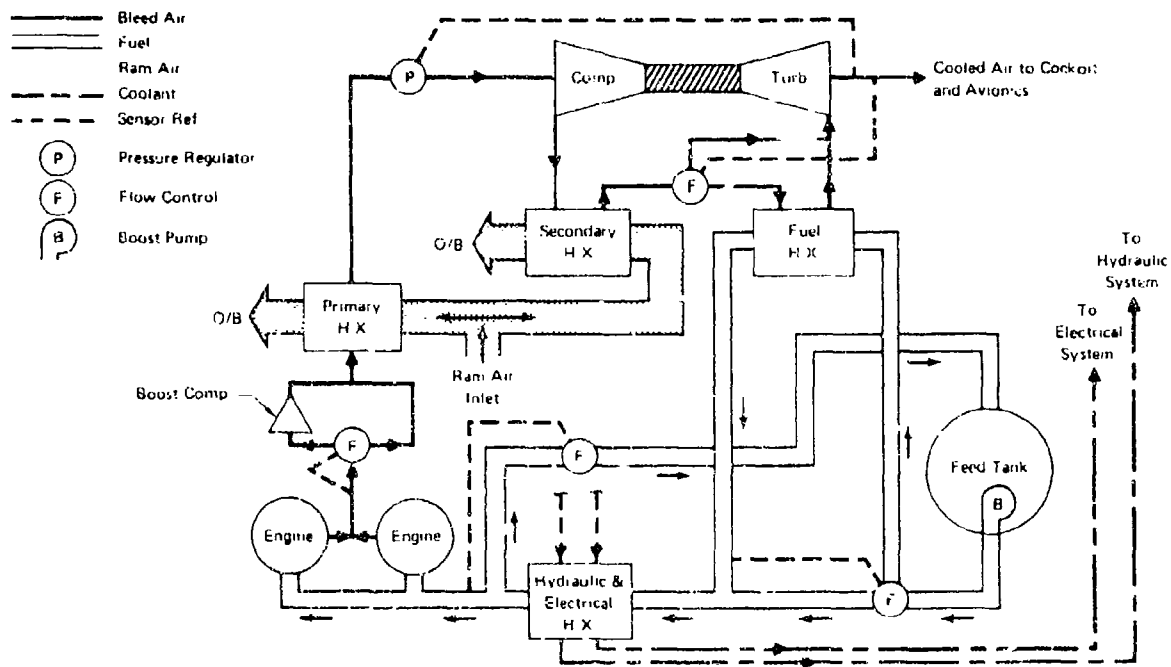 Bleed Air
Fuel
Ram Air
Coolant
Sensor Ref
P
Pressure Regulator
F
Flow Control
B
Boost Pump
P
Comp
Turb
Cooled Air to Cockpit
and Avionics
F
O/B
Secondary
H X
Fuel
H X
To
Hydraulic
System
O/B
Primary
H X
To
Electrical
System
Ram Air
Inlet
Boost Comp
F
F
Feed Tank
B
Engine
Engine
Hydraulic &
Electrical
H X
F